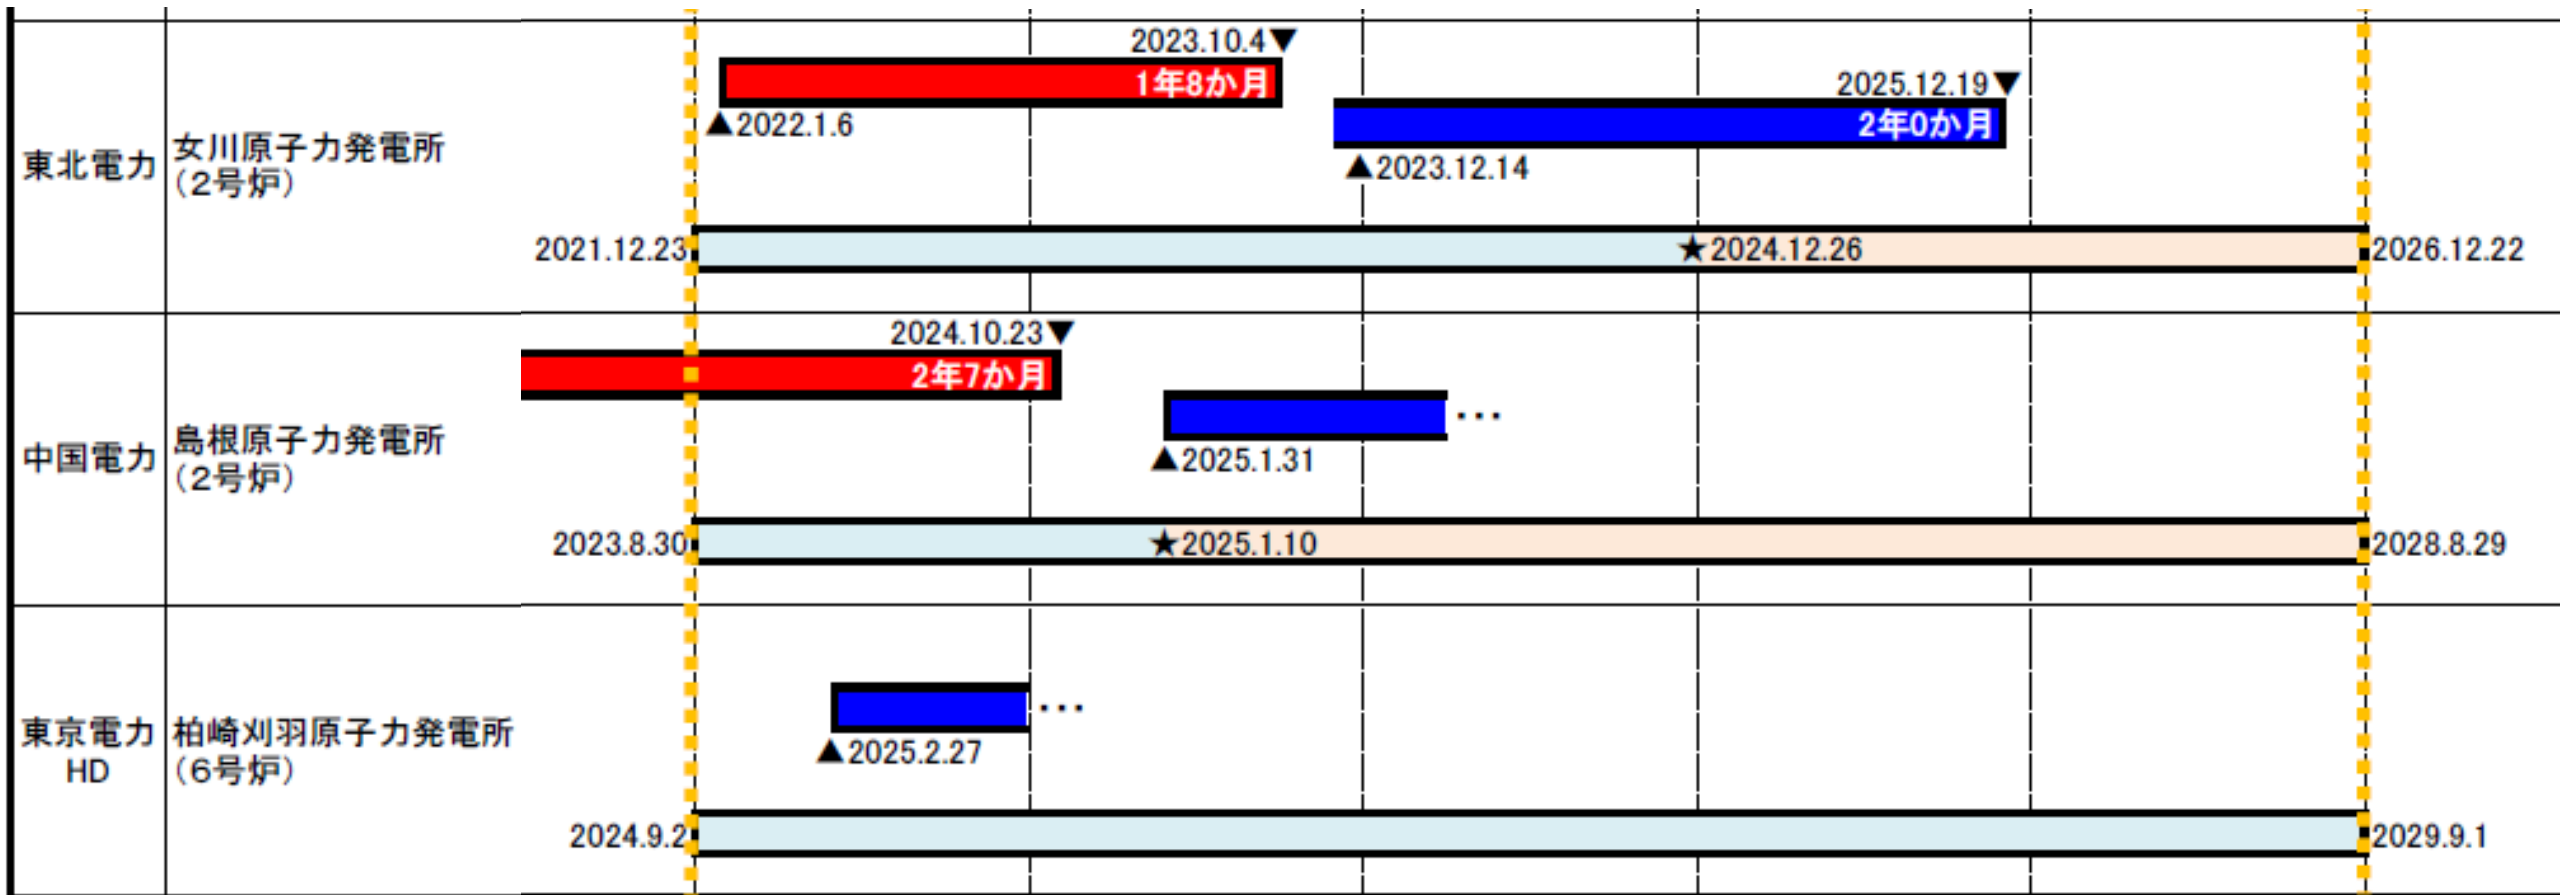 東北電力
女川原子力発電所
（2号炉）
2023.10.4▼
1年8か月
▲2022.1.6
2025.12.19▼
2年0か月
▲2023.12.14
2021.12.23
★2024.12.26
2026.12.22
中国電力
島根原子力発電所
（2号炉）
2024.10.23▼
2年7か月
･･･
▲2025.1.31
2023.8.30
★2025.1.10
2028.8.29
東京電力
HD
柏崎刈羽原子力発電所
（6号炉）
･･･
▲2025.2.27
2024.9.2
2029.9.1